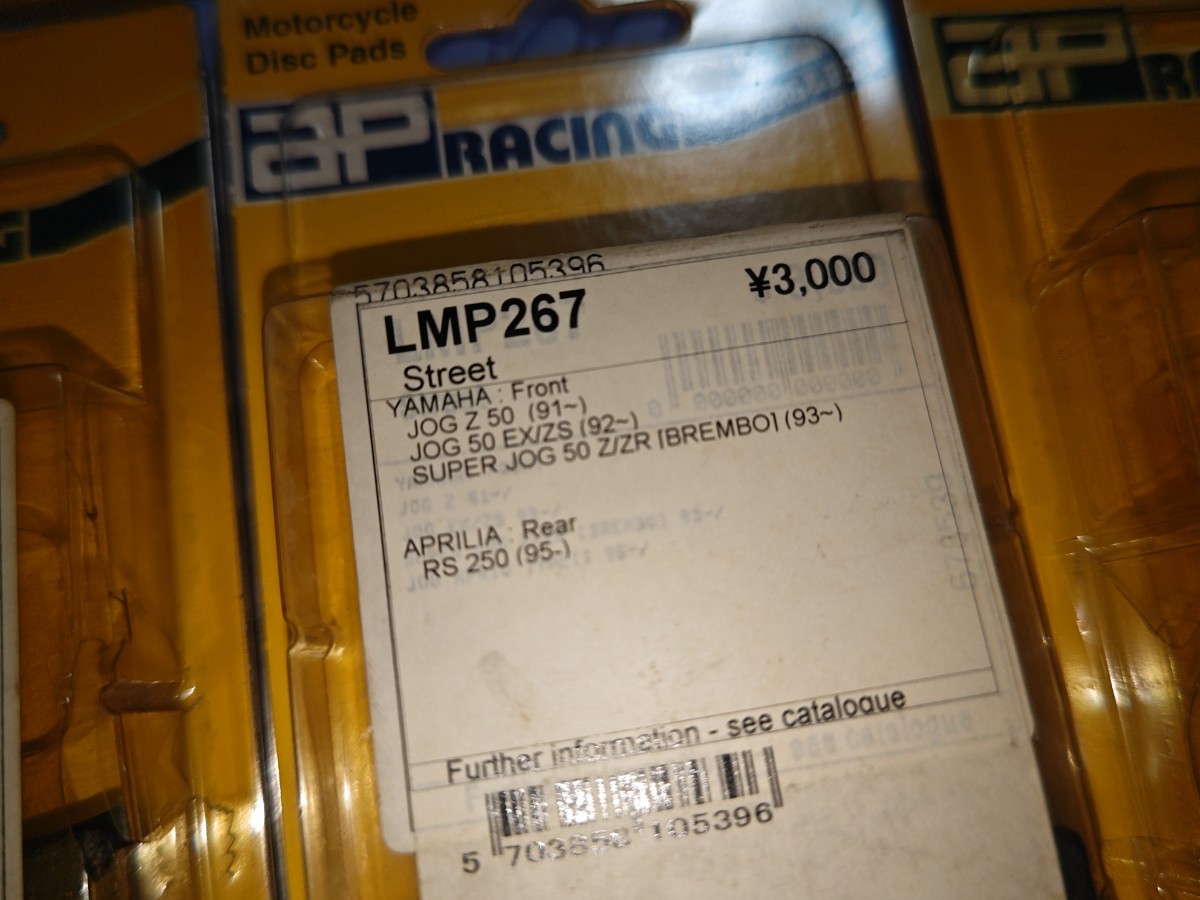 Motorcycle
Disc Pads
AP RACING
AP
5703858105396
LMP267
¥3,000
Street
YAMAHA : Front
JOG Z 50 (91~)
JOG 50 EX/ZS (92~)
SUPER JOG 50 Z/ZR [BREMBO] (93~)
APRILIA : Rear
RS 250 (95-)
Further information - see catalogue
5 703858 105396